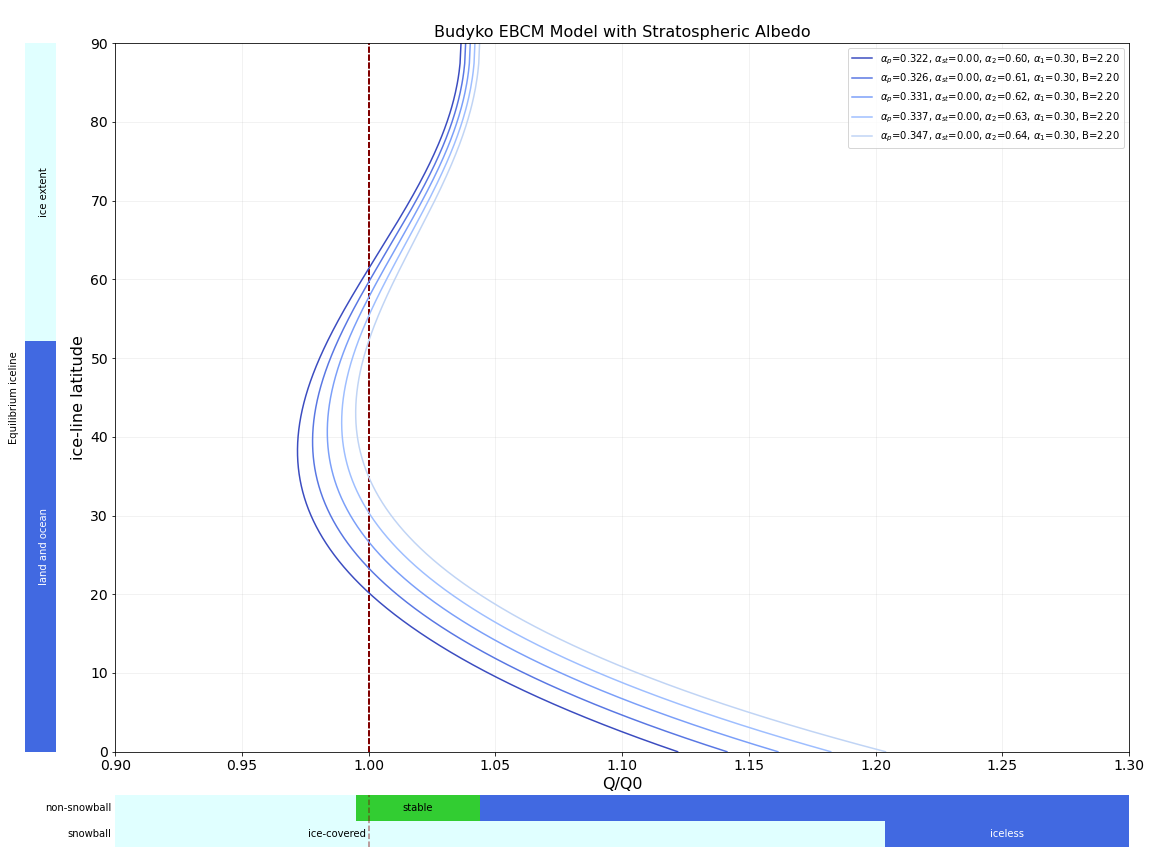 Budyko EBCM Model with Stratospheric Albedo
αp=0.322, αst=0.00, α2=0.60, α1=0.30, B=2.20
αp=0.326, αst=0.00, α2=0.61, α1=0.30, B=2.20
αp=0.331, αst=0.00, α2=0.62, α1=0.30, B=2.20
αp=0.337, αst=0.00, α2=0.63, α1=0.30, B=2.20
αp=0.347, αst=0.00, α2=0.64, α1=0.30, B=2.20
Equilibrium iceline
ice extent
land and ocean
ice-line latitude
90
80
70
60
50
40
30
20
10
0
0.90 0.95 1.00 1.05 1.10 1.15 1.20 1.25 1.30
Q/Q0
non-snowball stable
snowball ice-covered iceless